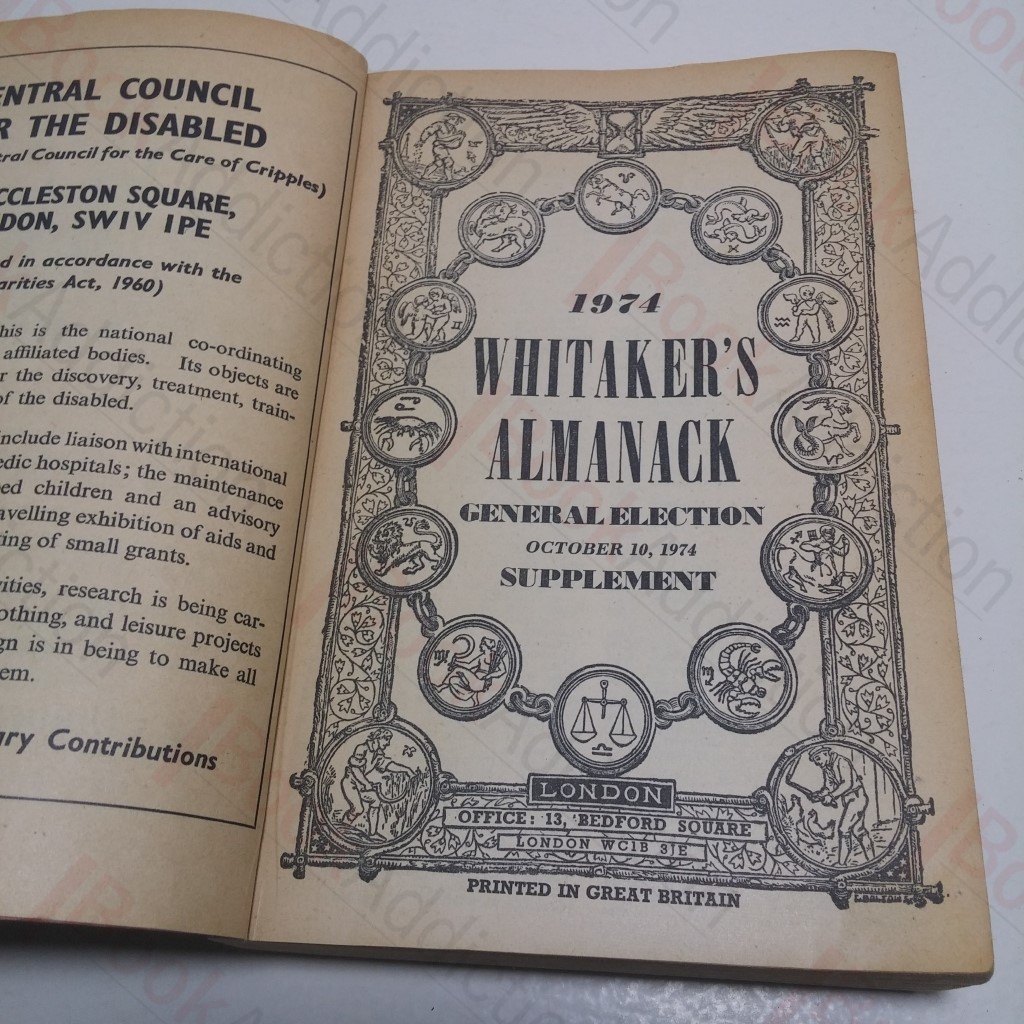 ENTRAL COUNCIL
R THE DISABLED
tral Council for the Care of Cripples)
CCLESTON SQUARE,
DON, SWIV IPE
d in accordance with the
arities Act, 1960)
his is the national co-ordinating
affiliated bodies. Its objects are
r the discovery, treatment, train-
of the disabled.
include liaison with international
edic hospitals; the maintenance
ed children and an advisory
avelling exhibition of aids and
ting of small grants.
vities, research is being car-
othing, and leisure projects
gn is in being to make all
em.
ary Contributions
1974
WHITAKER'S
ALMANACK
GENERAL ELECTION
OCTOBER 10, 1974
SUPPLEMENT
LONDON
OFFICE: 13, BEDFORD SQUARE
LONDON WC1B 3JE
PRINTED IN GREAT BRITAIN
Book Addiction